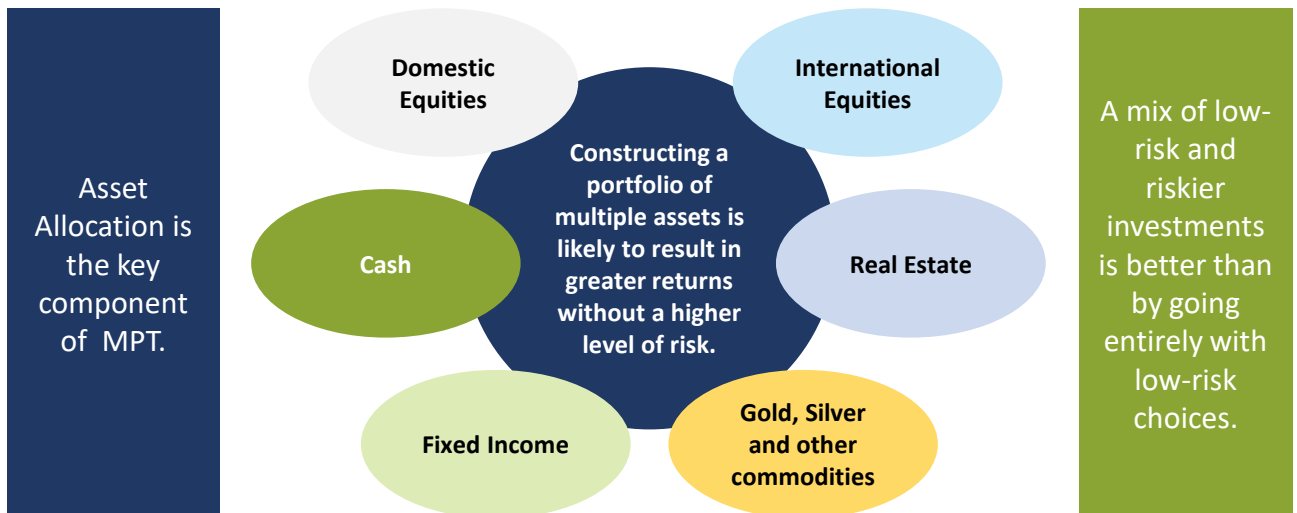 Asset
Allocation is
the key
component
of MPT.
Domestic
Equities
International
Equities
Cash
Constructing a
portfolio of
multiple assets is
likely to result in
greater returns
without a higher
level of risk.
Real Estate
Fixed Income
Gold, Silver
and other
commodities
A mix of low-
risk and
riskier
investments
is better than
by going
entirely with
low-risk
choices.